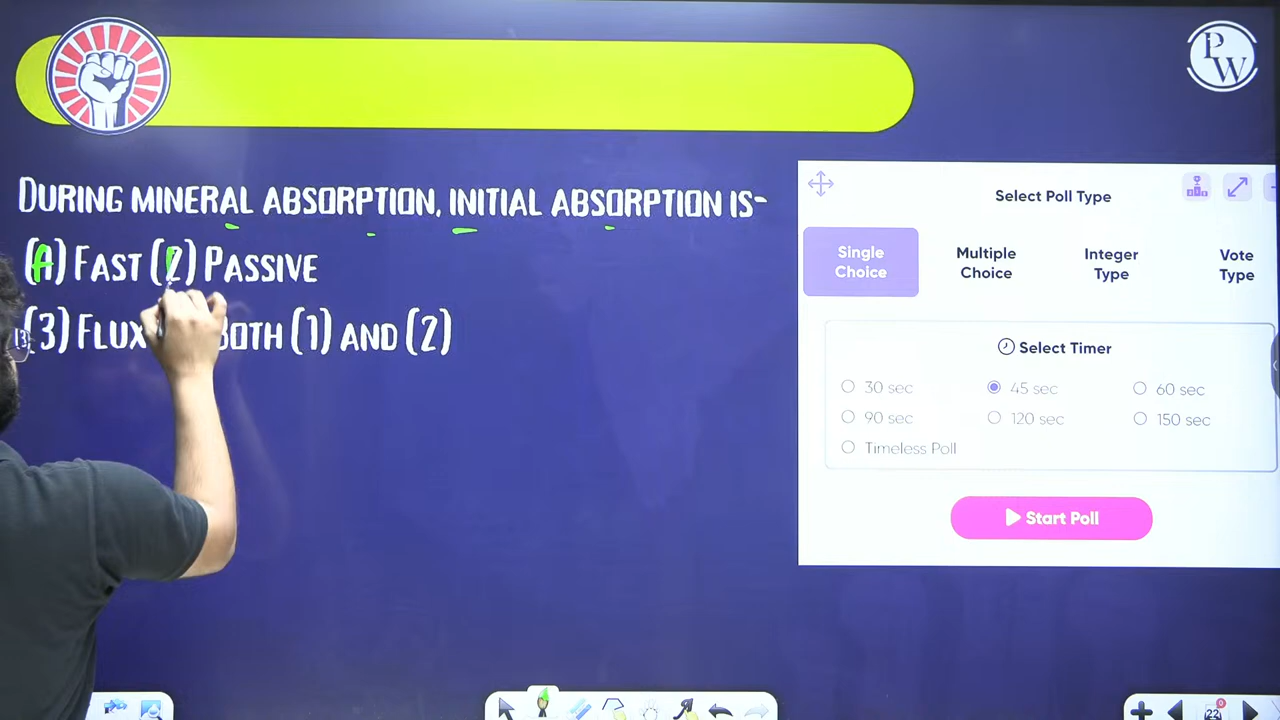 PW
DURING MINERAL ABSORPTION, INITIAL ABSORPTION IS-
(A) FAST (2) PASSIVE
(3) FLUX BOTH (1) AND (2)
Select Poll Type
Single Choice
Multiple Choice
Integer Type
Vote Type
Select Timer
30 sec 45 sec 60 sec
90 sec 120 sec 150 sec
Timeless Poll
Start Poll
22